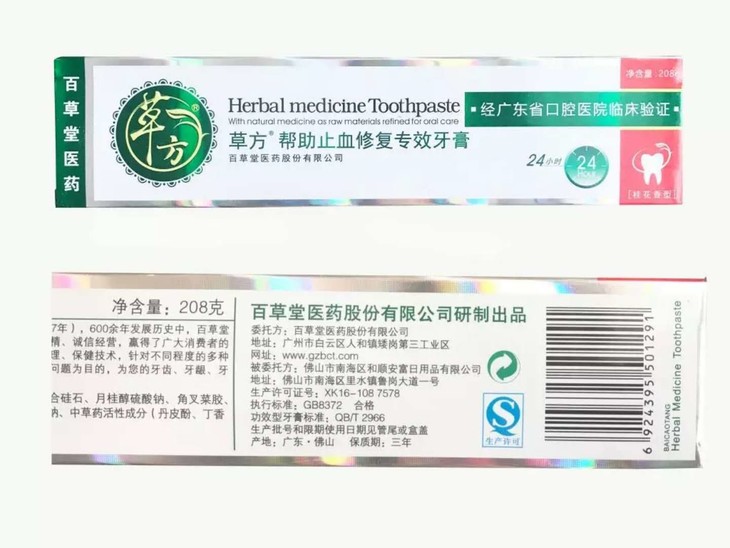 百草堂医药
草方®
Herbal medicine Toothpaste
With natural medicine as raw materials refined for oral care
草方®帮助止血修复专效牙膏
百草堂医药股份有限公司
净含量 208
经广东省口腔医院临床验证
24小时
24
Hour
[桂花香型]
净含量：208克
7年），600余年发展历史中，百草堂
精、诚信经营，赢得了广大消费者的
理、保健技术，针对不同程度的多种
问题为目的，为您的牙齿、牙龈、牙
合硅石、月桂醇硫酸钠、角叉菜胶、
钠、中草药活性成分（丹皮酚、丁香
百草堂医药股份有限公司研制出品
委托方：百草堂医药股份有限公司
地址：广州市白云区人和镇矮岗第三工业区
网址：www.gzbct.com
被委托方：佛山市南海区和顺安富日用品有限公司
地址：佛山市南海区里水镇鲁岗大道一号
生产许可证号：XK16-108 7578
执行标准：GB8372 合格
功效型牙膏标准：QB/T 2966
生产批号和限期使用日期见管尾或盒盖
产地：广东·佛山 保质期：三年
生产许可
6 924395 501291
BAICAOTANG
Herbal Medicine Toothpaste